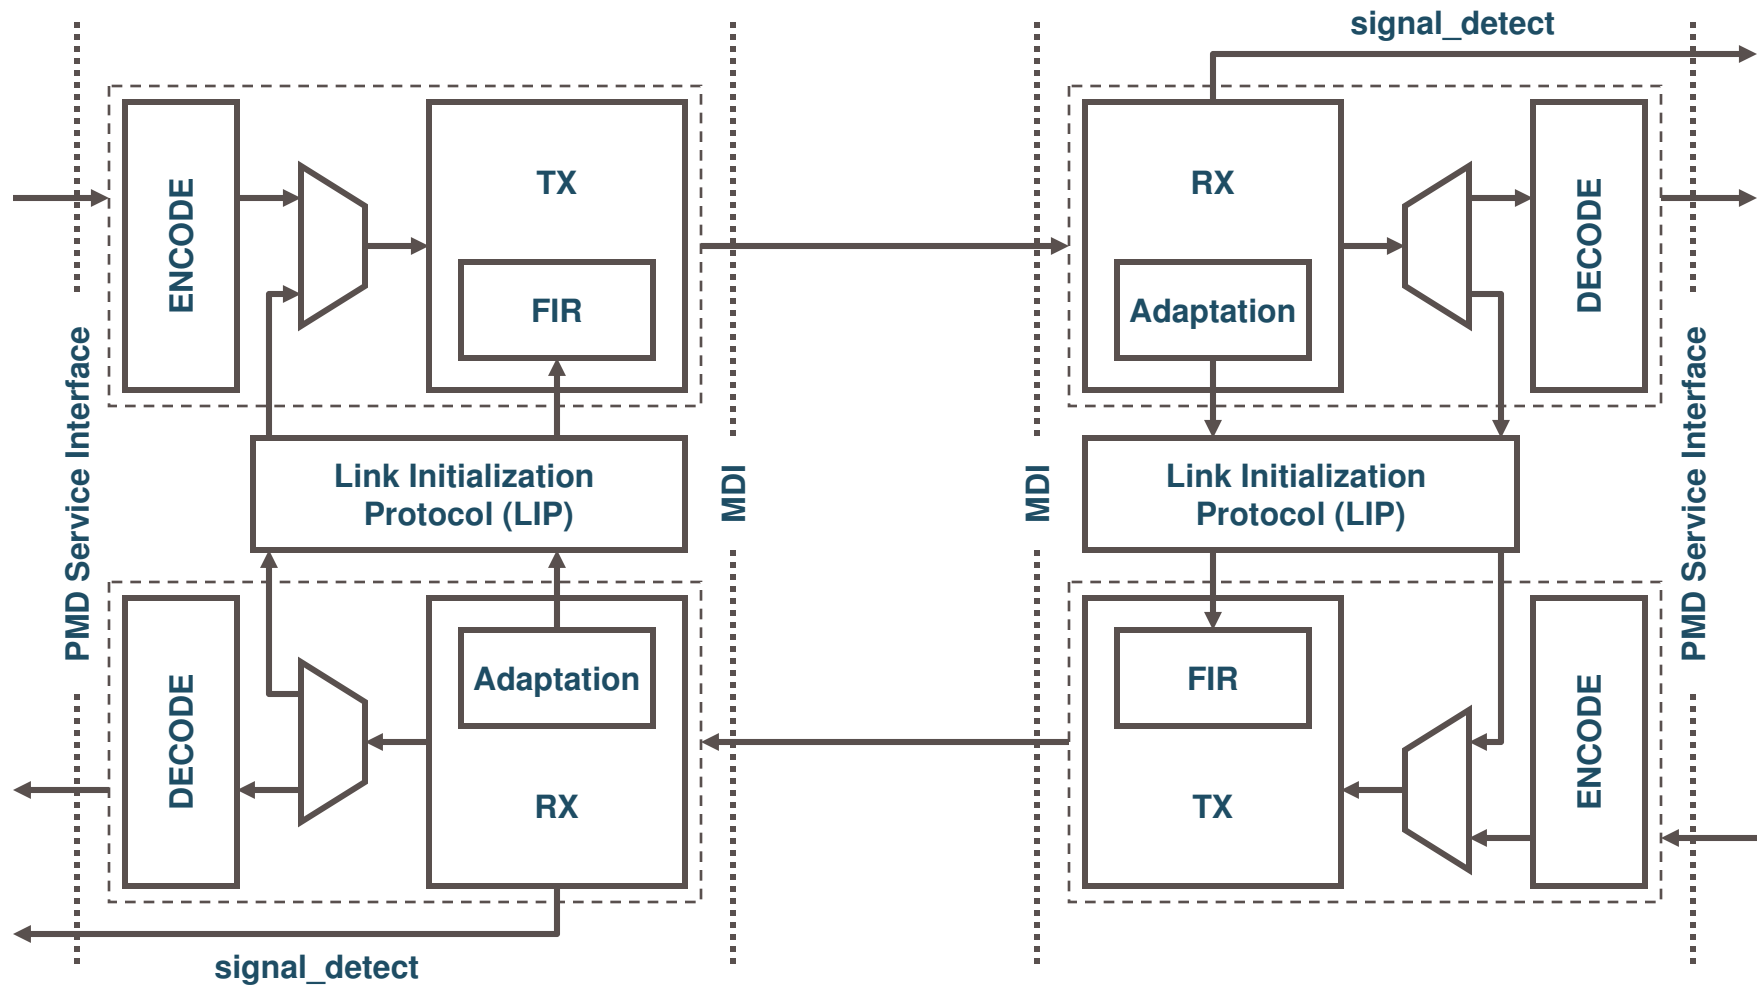 signal_detect
TX
RX
ENCODE
DECODE
FIR
Adaptation
PMD Service Interface
Link Initialization
Protocol (LIP)
MDI
MDI
Link Initialization
Protocol (LIP)
PMD Service Interface
Adaptation
FIR
DECODE
ENCODE
RX
TX
signal_detect